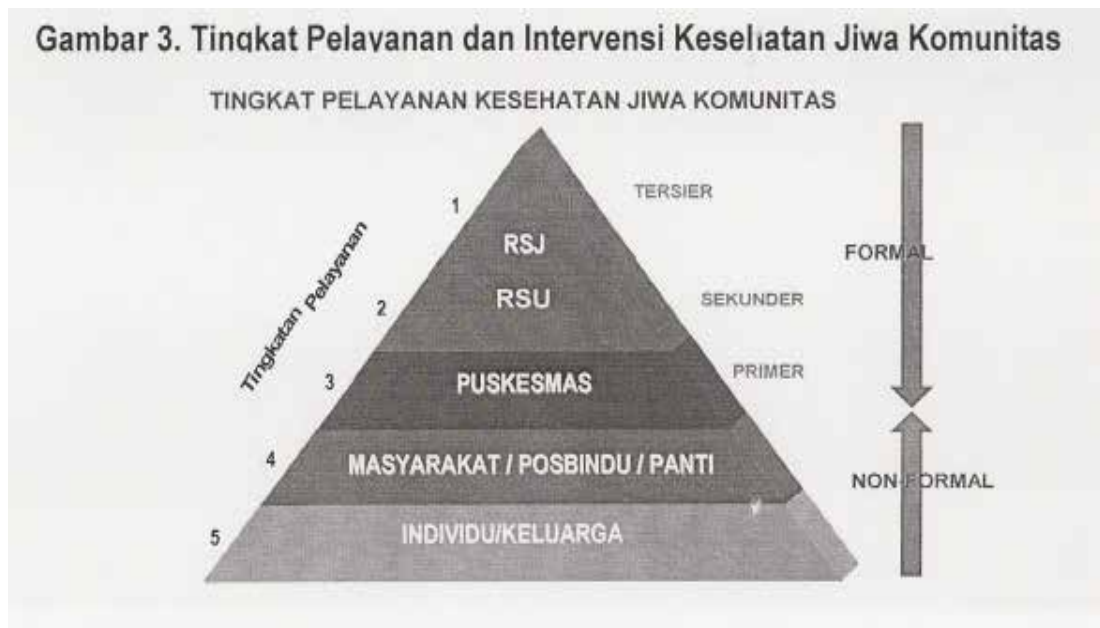 Gambar 3. Tingkat Pelayanan dan Intervensi Kesehatan Jiwa Komunitas
TINGKAT PELAYANAN KESEHATAN JIWA KOMUNITAS
Tingkatan Pelayanan
1
TERSIER
RSJ
FORMAL
2
RSU
SEKUNDER
3
PUSKESMAS
PRIMER
4
MASYARAKAT / POSBINDU / PANTI
NON-FORMAL
5
INDIVIDU/KELUARGA